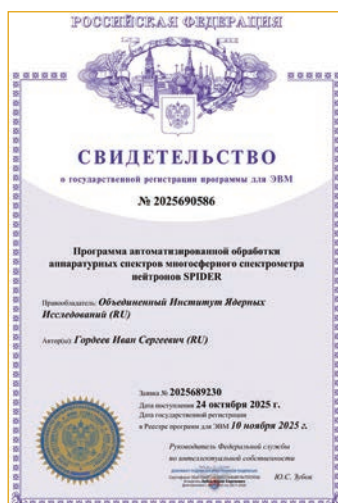 РОССИЙСКАЯ ФЕДЕРАЦИЯ
СВИДЕТЕЛЬСТВО
о государственной регистрации программы для ЭВМ
№ 2025690586
Программа автоматизированной обработки
аппаратурных спектров многосферного спектрометра
нейтронов SPIDER
Правообладатель: Объединенный Институт Ядерных
Исследований (RU)
Автор(ы): Гордеев Иван Сергеевич (RU)
Заявка № 2025689230
Дата поступления 24 октября 2025 г.
Дата государственной регистрации
в Реестре программ для ЭВМ 10 ноября 2025 г.
Руководитель Федеральной службы
по интеллектуальной собственности
Ю.С. Зубов